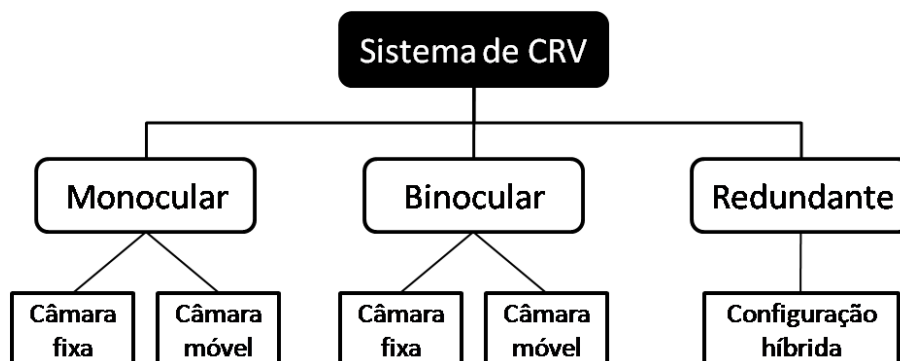 Sistema de CRV
Monocular
Binocular
Redundante
Câmara
fixa
Câmara
móvel
Câmara
fixa
Câmara
móvel
Configuração
híbrida